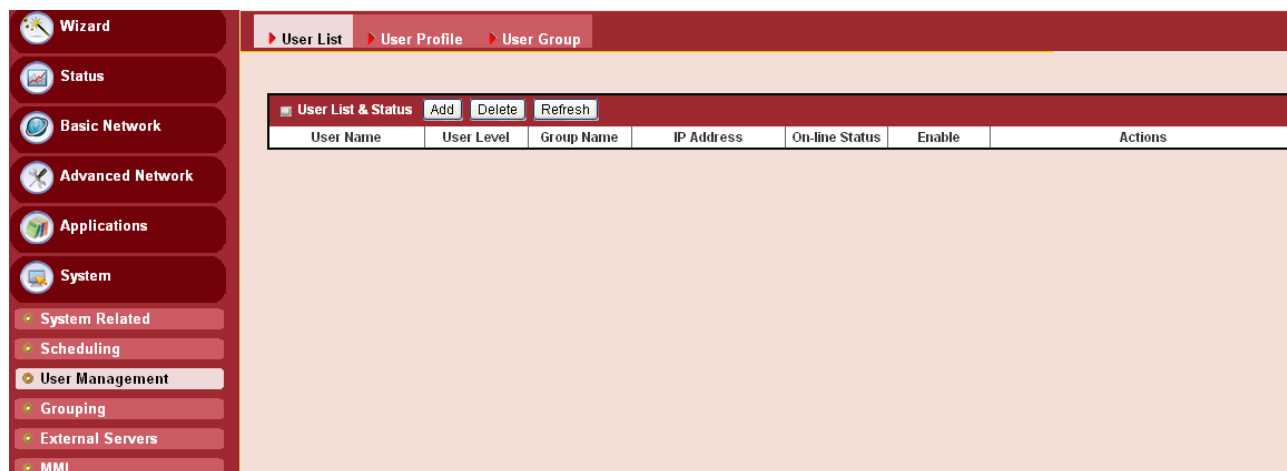 Wizard
Status
Basic Network
Advanced Network
Applications
System
System Related
Scheduling
User Management
Grouping
External Servers
MMI
User List User Profile User Group
User List & Status Add Delete Refresh
User Name User Level Group Name IP Address On-line Status Enable Actions